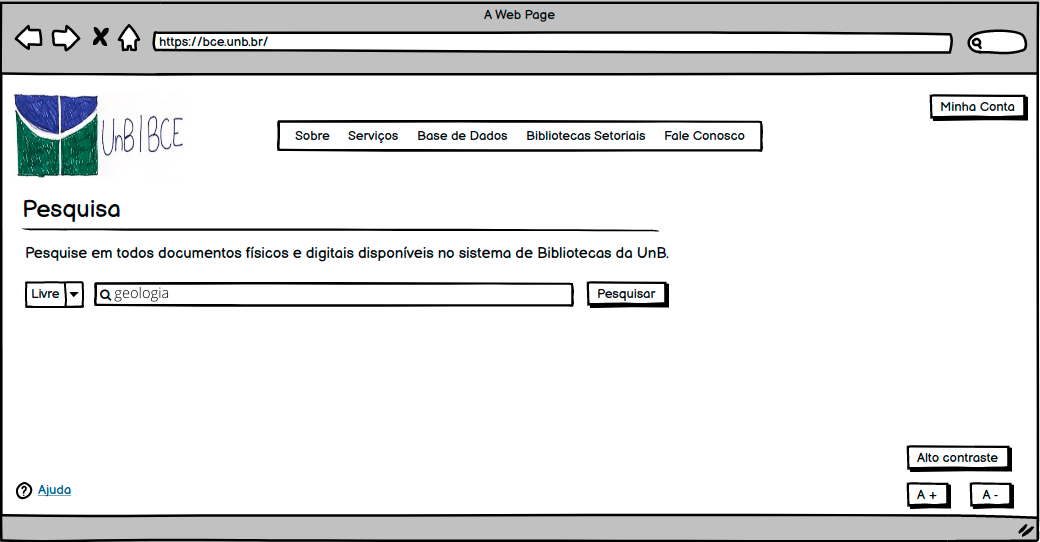 A Web Page
https://bce.unb.br/
Minha Conta
UnB|BCE
Sobre Serviços Base de Dados Bibliotecas Setoriais Fale Conosco
Pesquisa
Pesquise em todos documentos físicos e digitais disponíveis no sistema de Bibliotecas da UnB.
Livre geologia Pesquisar
Alto contraste
? Ajuda
A + A -